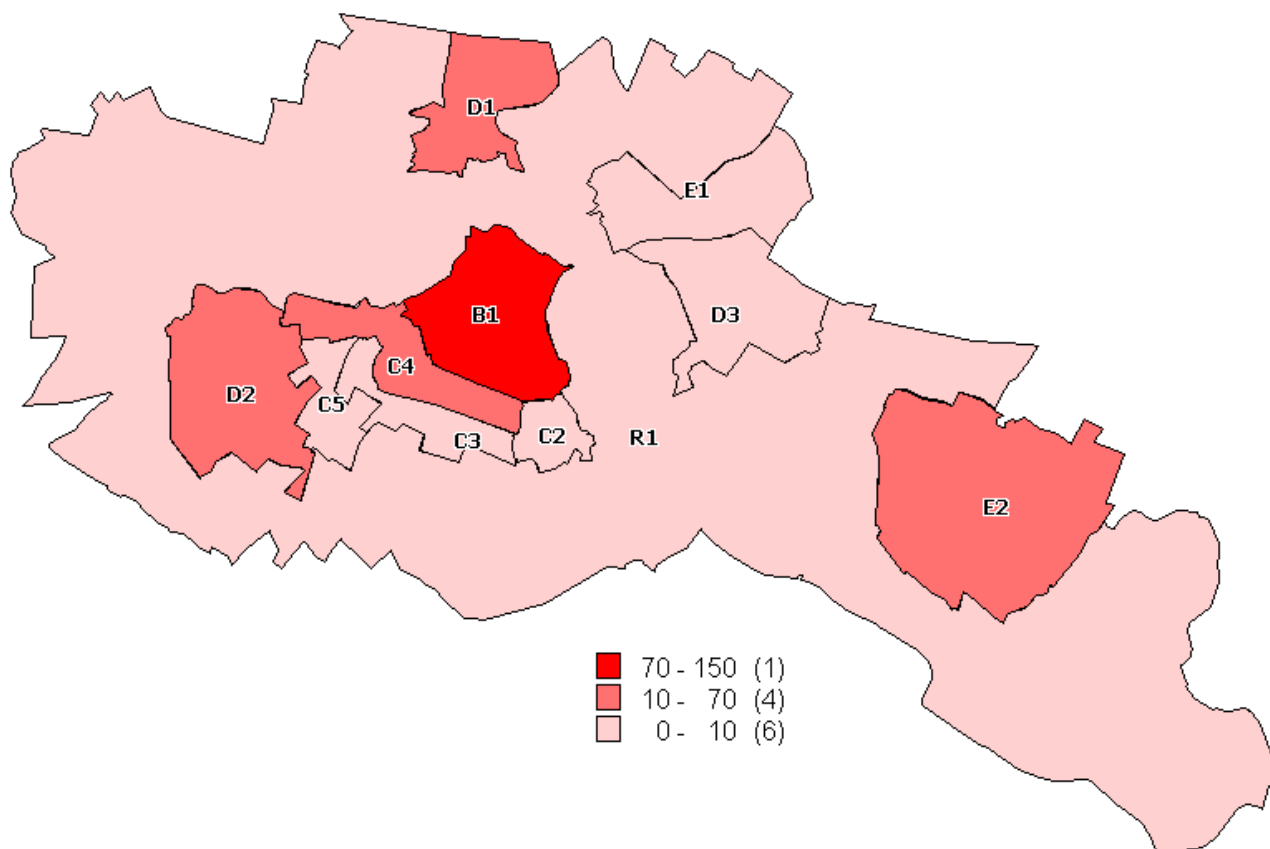 D1
E1
B1
D3
C4
D2
C5
C3
C2
R1
E2
70 - 150 (1)
10 - 70 (4)
0 - 10 (6)